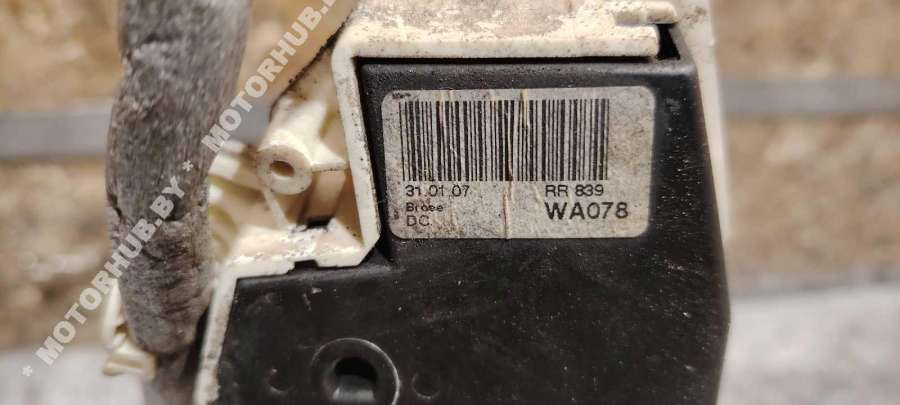 31 01 07 RR 839
Brose WA078
DC
* MOTORHUB.BY * MOTORHUB.BY